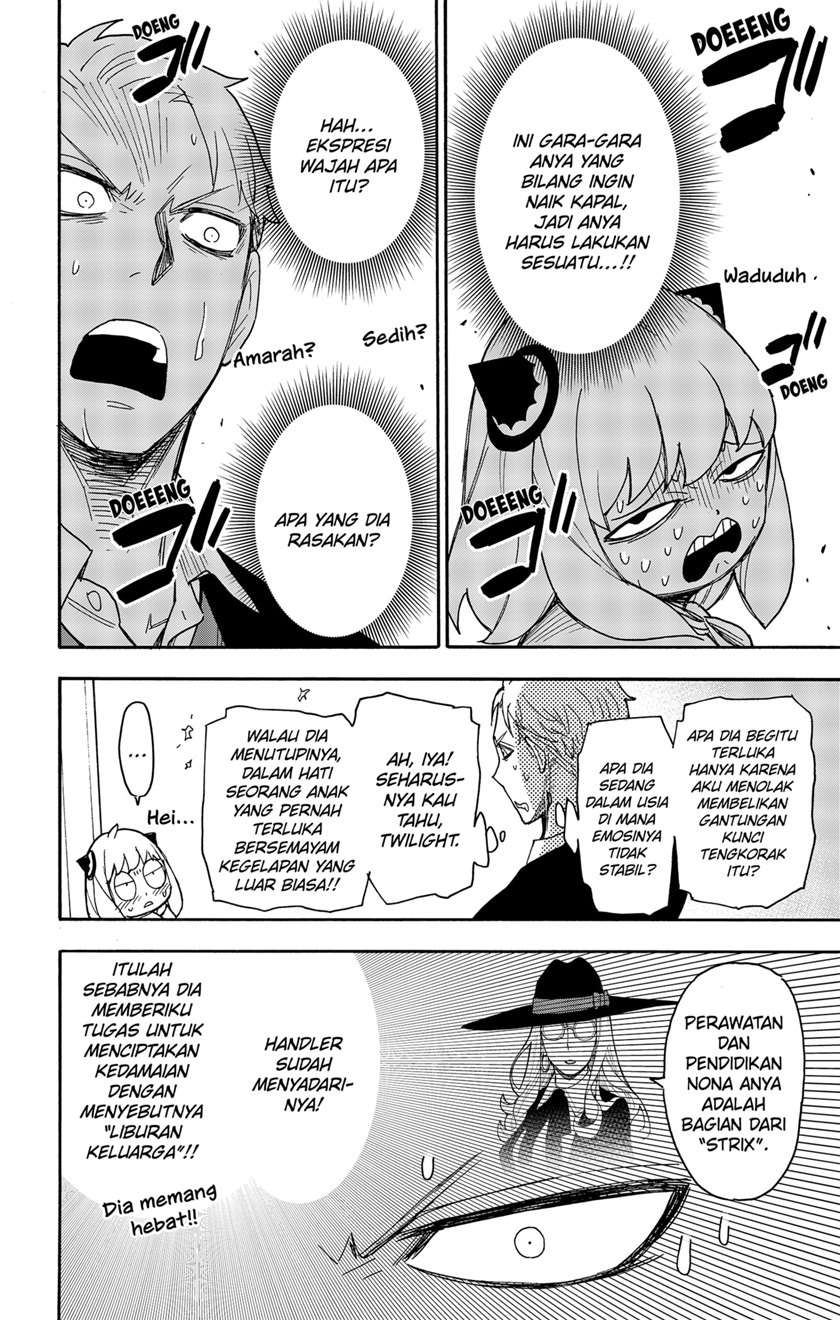 DOEEENG
INI GARA-GARA
ANYA YANG
BILANG INGIN
NAIK KAPAL,
JADI ANYA
HARUS LAKUKAN
SESUATU...!!
Waduduh
DOENG
DOEEENG
DOENG
HAH...
EKSPRESI
WAJAH APA
ITU?
Sedih?
Amarah?
APA YANG DIA
RASAKAN?
DOEEENG
APA DIA BEGITU
TERLUKA
HANYA KARENA
AKU MENOLAK
MEMBELIKAN
GANTUNGAN
KUNCI
TENGKORAK
ITU?
APA DIA
SEDANG
DALAM USIA
DI MANA
EMOSINYA
TIDAK
STABIL?
AH, IYA!
SEHARUS-
NYA KAU
TAHU,
TWILIGHT.
WALAU DIA
MENUTUPINYA,
DALAM HATI
SEORANG ANAK
YANG PERNAH
TERLUKA
BERSEMAYAM
KEGELAPAN YANG
LUAR BIASA!!
...
Hei...
PERAWATAN
DAN
PENDIDIKAN
NONA ANYA
ADALAH
BAGIAN DARI
"STRIX".
HANDLER
SUDAH
MENYADARI-
NYA!
ITULAH
SEBABNYA DIA
MEMBERIKU
TUGAS UNTUK
MENCIPTAKAN
KEDAMAIAN
DENGAN
MENYEBUTNYA
"LIBURAN
KELUARGA"!!
Dia memang
hebat!!